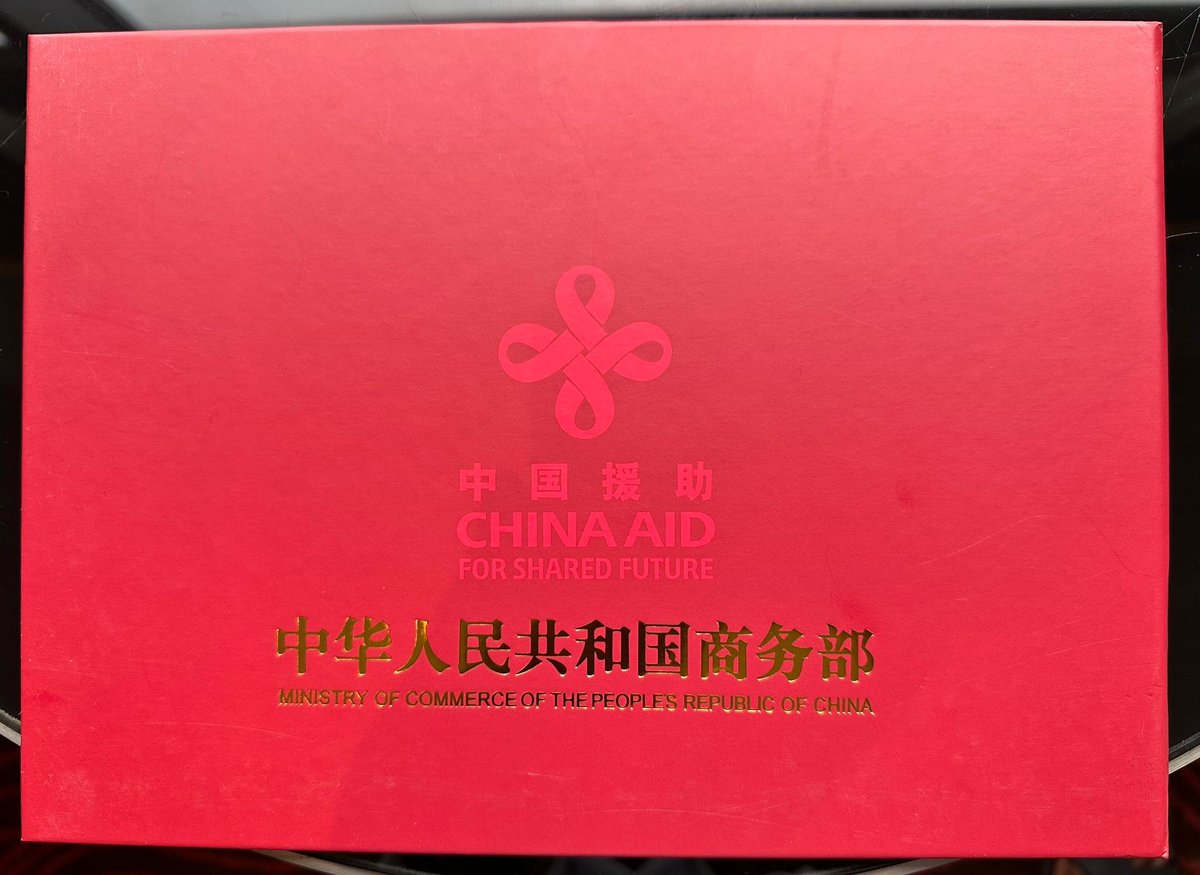 中国援助
CHINA AID
FOR SHARED FUTURE
中华人民共和国商务部
MINISTRY OF COMMERCE OF THE PEOPLE'S REPUBLIC OF CHINA